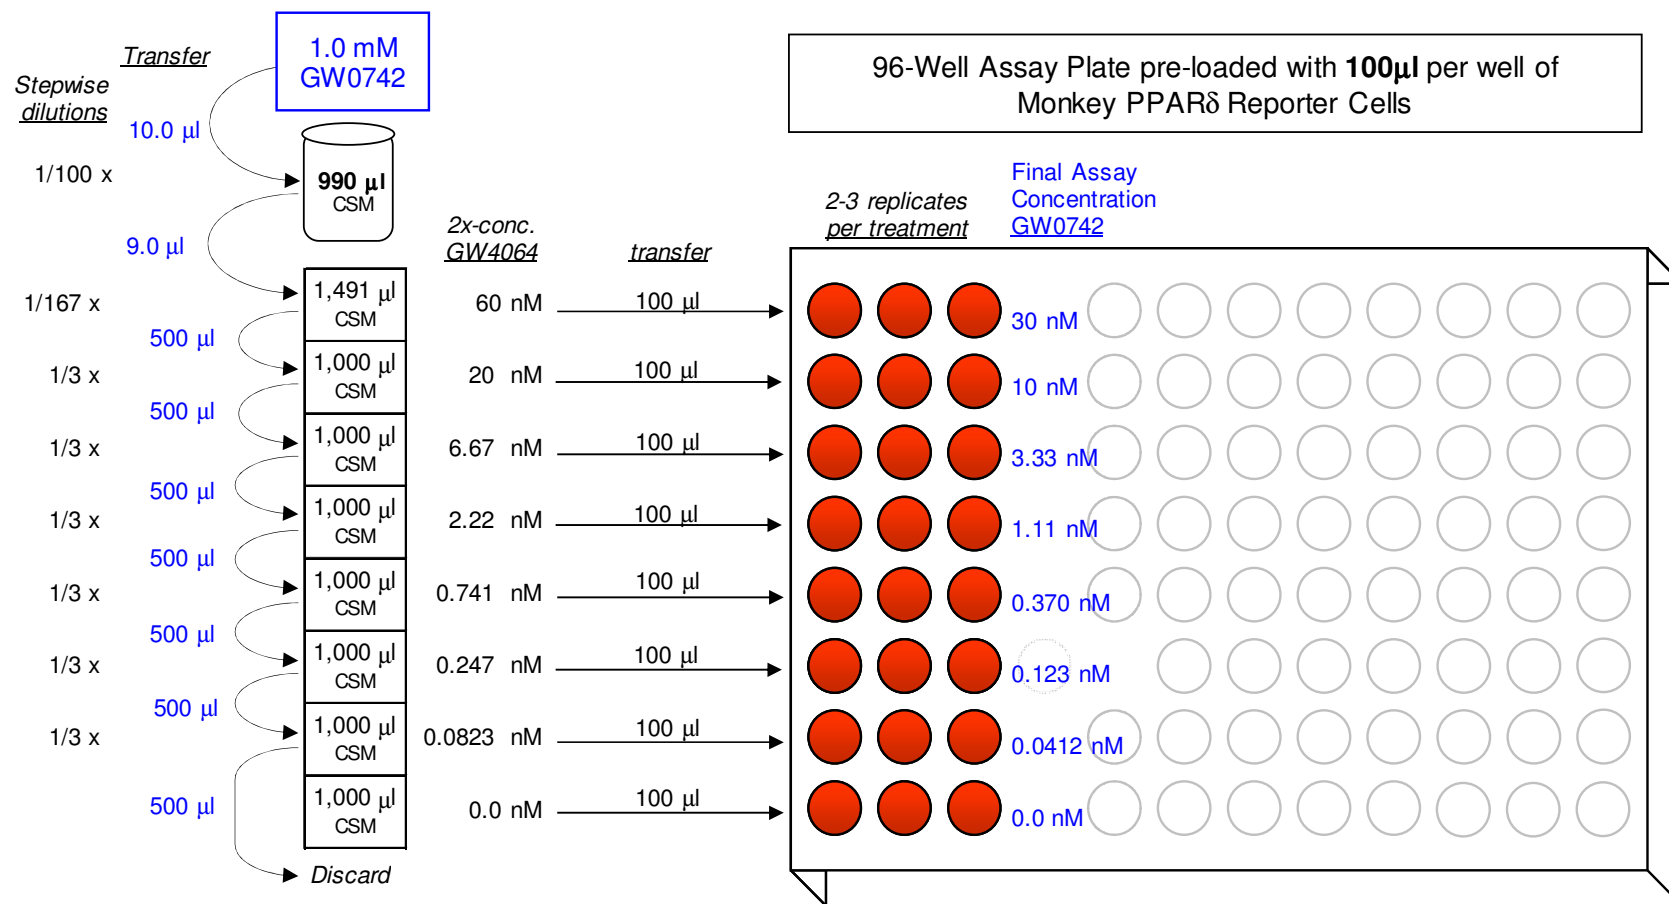 1.0 mM
GW0742
Transfer
Stepwise
dilutions
10.0 µl
1/100 x
990 µl
CSM
9.0 µl
96-Well Assay Plate pre-loaded with 100µl per well of
Monkey PPARδ Reporter Cells
2x-conc.
GW4064
transfer
2-3 replicates
per treatment
Final Assay
Concentration
GW0742
1/167 x
1,491 µl
CSM
60 nM
100 µl
30 nM
500 µl
1/3 x
1,000 µl
CSM
20 nM
100 µl
10 nM
500 µl
1/3 x
1,000 µl
CSM
6.67 nM
100 µl
3.33 nM
500 µl
1/3 x
1,000 µl
CSM
2.22 nM
100 µl
1.11 nM
500 µl
1/3 x
1,000 µl
CSM
0.741 nM
100 µl
0.370 nM
500 µl
1/3 x
1,000 µl
CSM
0.247 nM
100 µl
0.123 nM
500 µl
1/3 x
1,000 µl
CSM
0.0823 nM
100 µl
0.0412 nM
500 µl
1,000 µl
CSM
0.0 nM
100 µl
0.0 nM
Discard